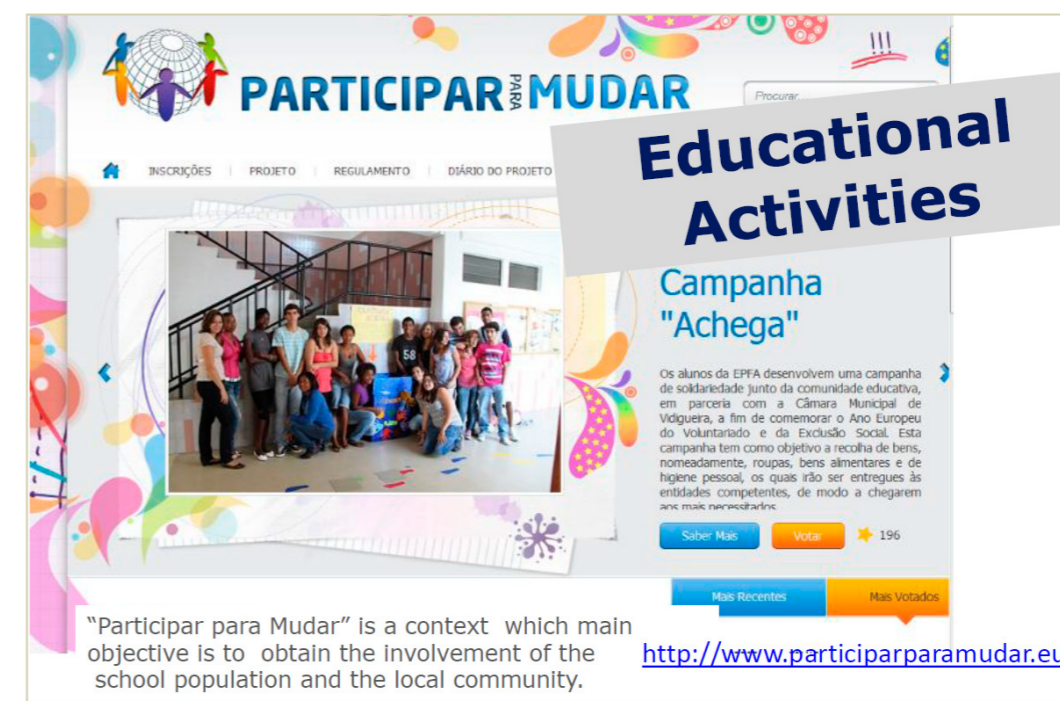 !!!
PARTICIPAR PARA MUDAR
Procurar
Educational
Activities
INSCRIÇÕES | PROJETO | REGULAMENTO | DIÁRIO DO PROJETO
Campanha
"Achega"
58
Os alunos da EPFA desenvolvem uma campanha
de solidariedade junto da comunidade educativa,
em parceria com a Câmara Municipal de
Vidigueira, a fim de comemorar o Ano Europeu
do Voluntariado e da Exclusão Social. Esta
campanha tem como objetivo a recolha de bens,
nomeadamente, roupas, bens alimentares e de
higiene pessoal, os quais irão ser entregues às
entidades competentes, de modo a chegarem
aos mais necessitados.
Saber Mais Votar 196
Mais Recentes Mais Votados
“Participar para Mudar” is a context which main
objective is to obtain the involvement of the
school population and the local community.
http://www.participarparamudar.eu